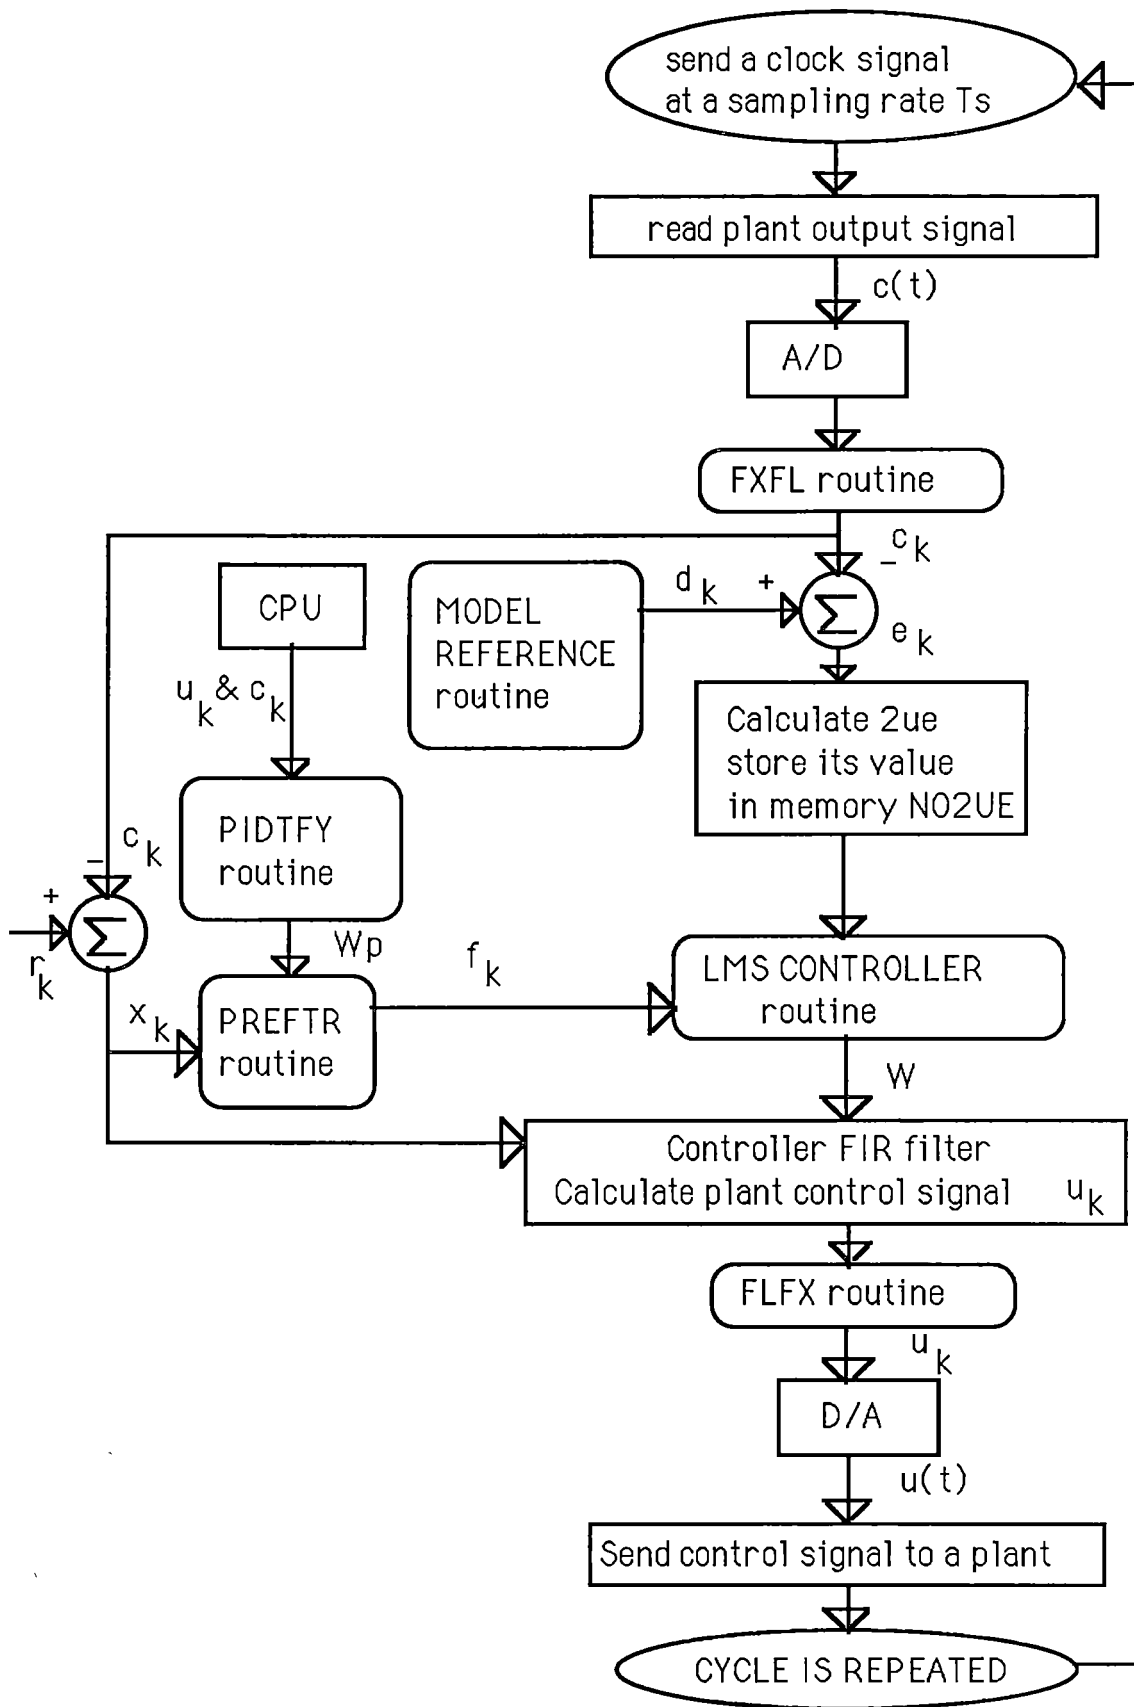 send a clock signal
at a sampling rate Ts
read plant output signal
c(t)
A/D
FXFL routine
- c k
CPU
MODEL
REFERENCE
routine
d k
+
Σ
e k
u k & c k
Calculate 2ue
store its value
in memory NO2UE
PIDTFY
routine
- c k
+
Σ
r k
Wp
f k
LMS CONTROLLER
routine
x k
PREFTR
routine
W
Controller FIR filter
Calculate plant control signal u k
FLFX routine
u k
D/A
u(t)
Send control signal to a plant
CYCLE IS REPEATED